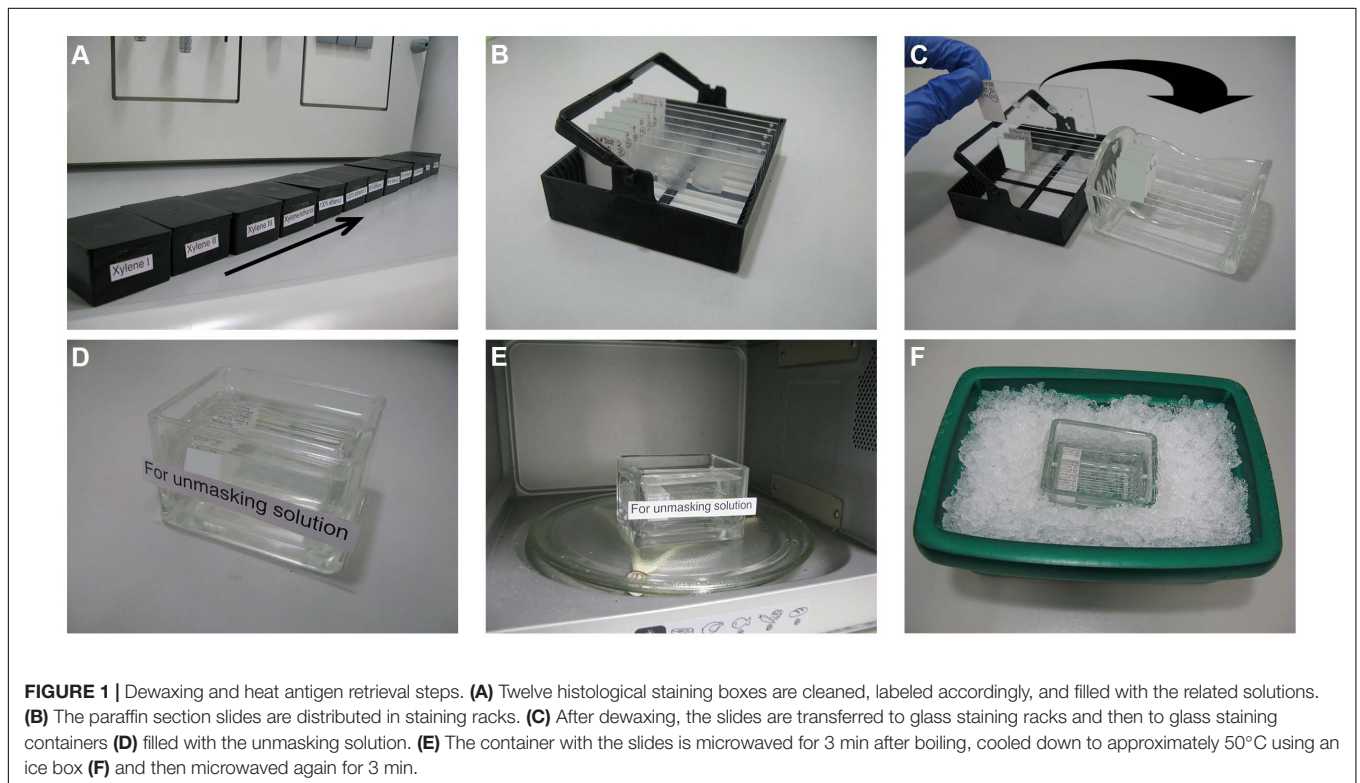 A
B
C
Xylene I
Xylene II
Xylene III
Xylene/ethanol
100% ethanol
D
E
F
For unmasking solution
For unmasking solution
FIGURE 1 | Dewaxing and heat antigen retrieval steps. (A) Twelve histological staining boxes are cleaned, labeled accordingly, and filled with the related solutions.
(B) The paraffin section slides are distributed in staining racks. (C) After dewaxing, the slides are transferred to glass staining racks and then to glass staining
containers (D) filled with the unmasking solution. (E) The container with the slides is microwaved for 3 min after boiling, cooled down to approximately 50°C using an
ice box (F) and then microwaved again for 3 min.